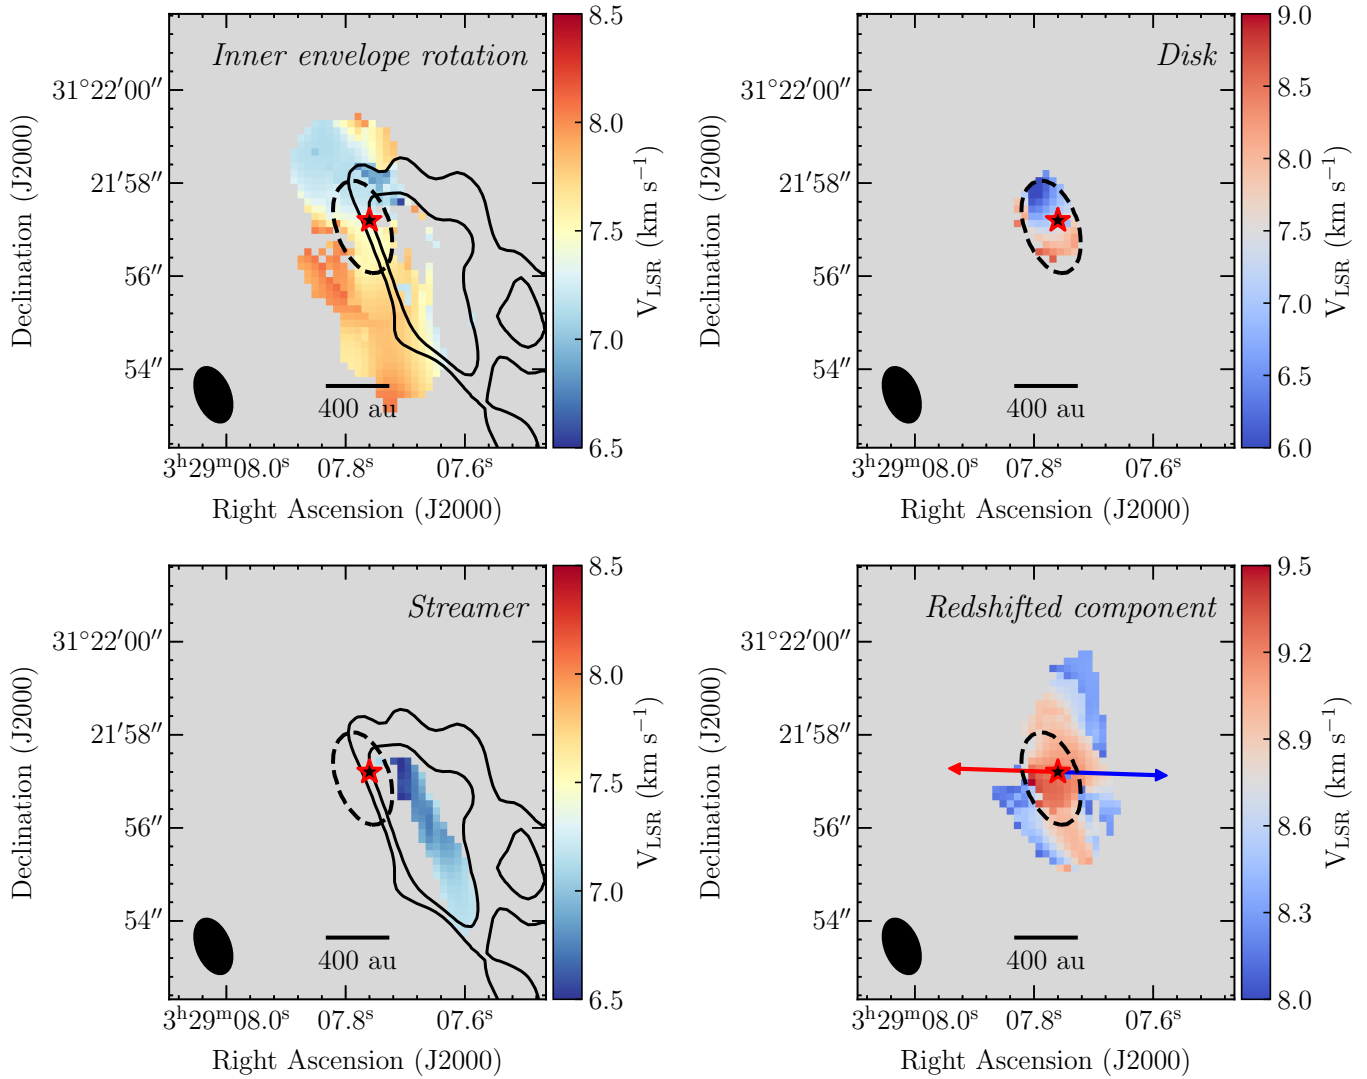 Inner envelope rotation
31°22′00″
21′58″
56″
54″
Declination (J2000)
400 au
3ʰ29ᵐ08.0ˢ 07.8ˢ 07.6ˢ
Right Ascension (J2000)
8.5
8.0
7.5
7.0
6.5
V_LSR (km s⁻¹)
Disk
31°22′00″
21′58″
56″
54″
Declination (J2000)
400 au
3ʰ29ᵐ08.0ˢ 07.8ˢ 07.6ˢ
Right Ascension (J2000)
9.0
8.5
8.0
7.5
7.0
6.5
6.0
V_LSR (km s⁻¹)
Streamer
31°22′00″
21′58″
56″
54″
Declination (J2000)
400 au
3ʰ29ᵐ08.0ˢ 07.8ˢ 07.6ˢ
Right Ascension (J2000)
8.5
8.0
7.5
7.0
6.5
V_LSR (km s⁻¹)
Redshifted component
31°22′00″
21′58″
56″
54″
Declination (J2000)
400 au
3ʰ29ᵐ08.0ˢ 07.8ˢ 07.6ˢ
Right Ascension (J2000)
9.5
9.2
8.9
8.6
8.3
8.0
V_LSR (km s⁻¹)